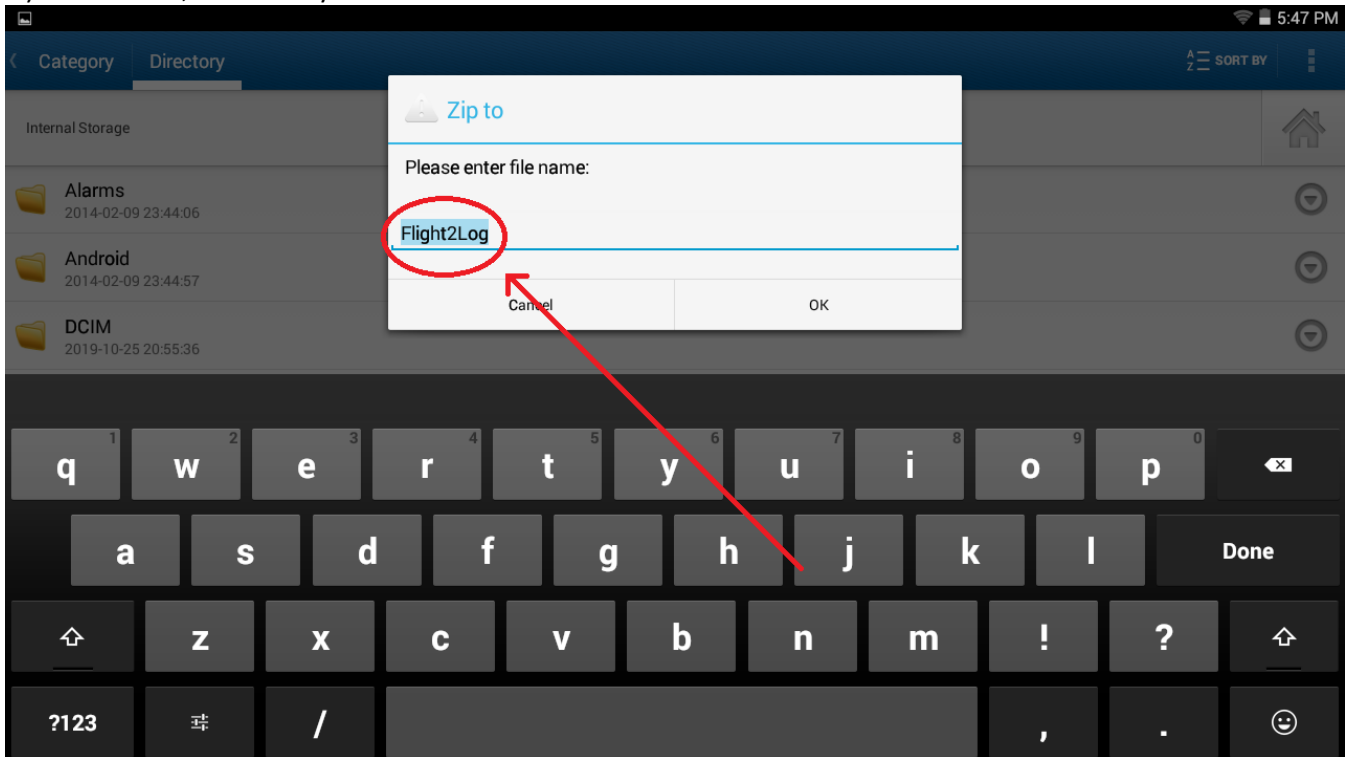 5:47 PM
Category Directory A Z SORT BY
Zip to
Internal Storage
Please enter file name:
Alarms
2014-02-09 23:44:06
Flight2Log
Android
2014-02-09 23:44:57
Cancel OK
DCIM
2019-10-25 20:55:36
1 2 3 4 5 6 7 8 9 0
q w e r t y u i o p
a s d f g h j k l Done
z x c v b n m ! ?
?123 / , .